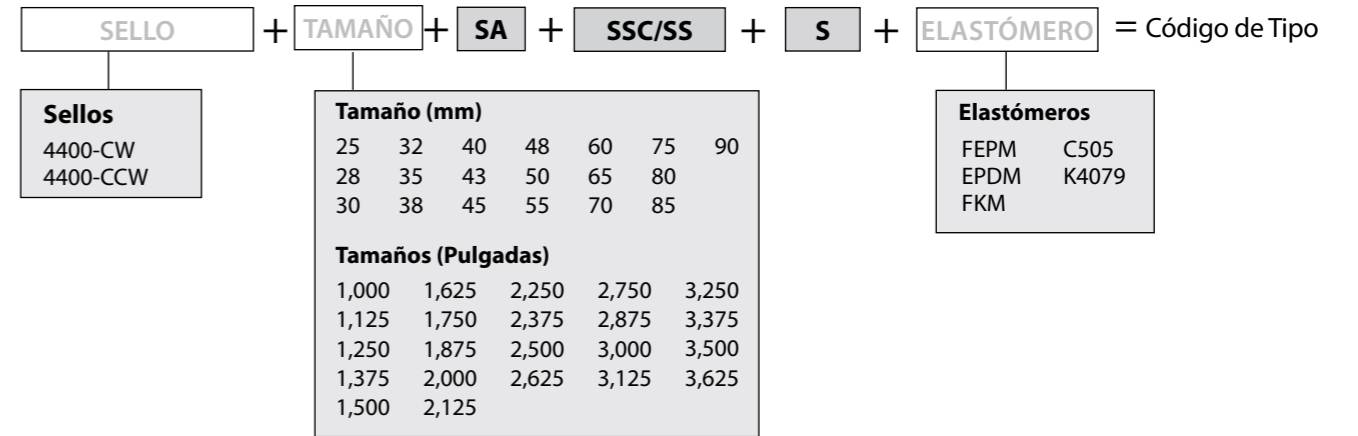 SELLO + TAMAÑO + SA + SSC/SS + S + ELASTÓMERO = Código de Tipo
Sellos
4400-CW
4400-CCW
Tamaño (mm)
25 32 40 48 60 75 90
28 35 43 50 65 80
30 38 45 55 70 85
Tamaños (Pulgadas)
1,000 1,625 2,250 2,750 3,250
1,125 1,750 2,375 2,875 3,375
1,250 1,875 2,500 3,000 3,500
1,375 2,000 2,625 3,125 3,625
1,500 2,125
Elastómeros
FEPM C505
EPDM K4079
FKM